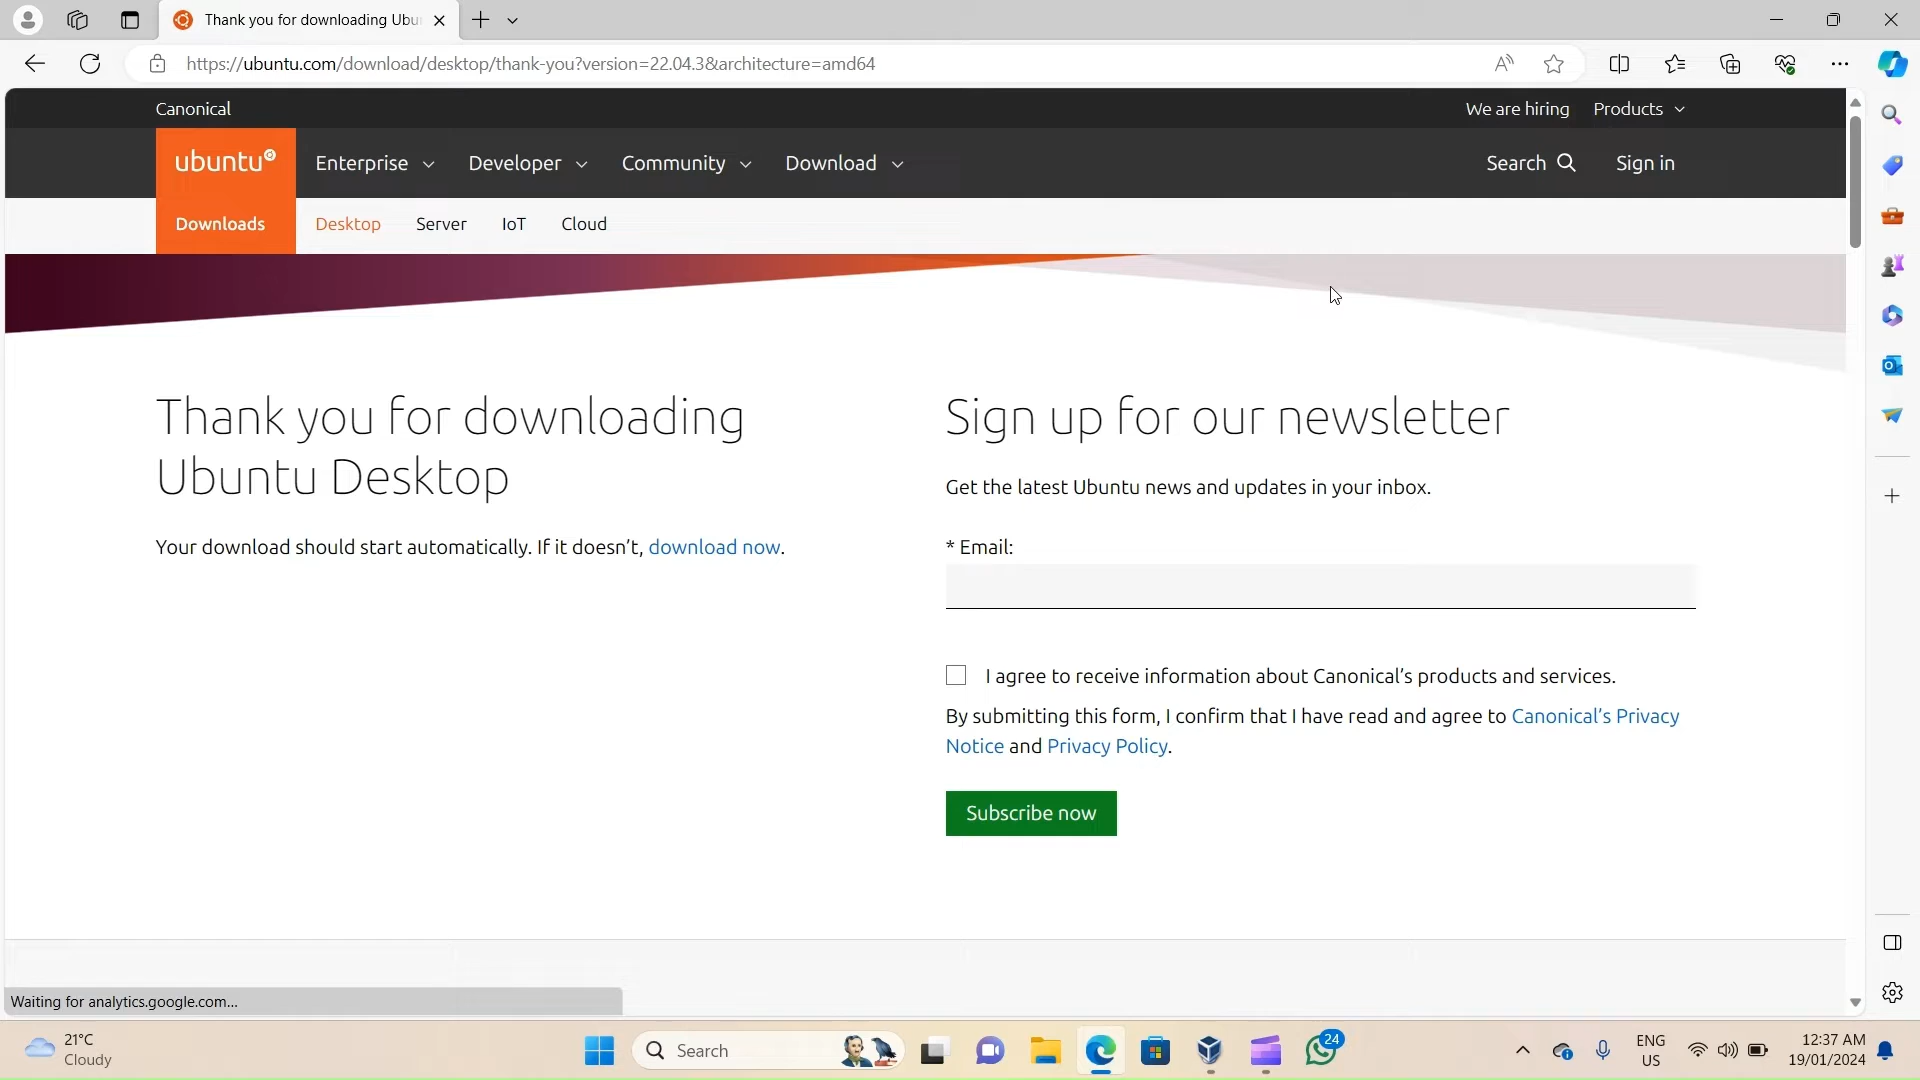 Thank you for downloading Ubu
https://ubuntu.com/download/desktop/thank-you?version=22.04.3&architecture=amd64
Canonical
We are hiring
Products
ubuntu
Enterprise
Developer
Community
Download
Search
Sign in
Downloads
Desktop
Server
IoT
Cloud
Thank you for downloading
Ubuntu Desktop
Your download should start automatically. If it doesn’t, download now.
Sign up for our newsletter
Get the latest Ubuntu news and updates in your inbox.
* Email:
I agree to receive information about Canonical’s products and services.
By submitting this form, I confirm that I have read and agree to Canonical’s Privacy
Notice and Privacy Policy.
Subscribe now
Waiting for analytics.google.com...
21°C
Cloudy
Search
24
ENG
US
12:37 AM
19/01/2024